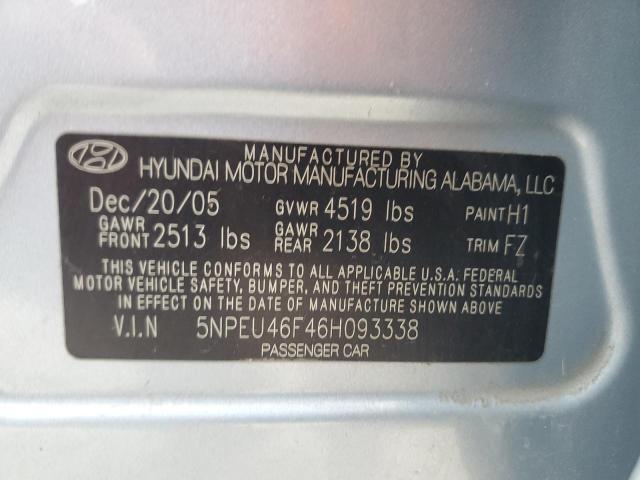 MANUFACTURED BY
HYUNDAI MOTOR MANUFACTURING ALABAMA, LLC
Dec/20/05 GVWR 4519 lbs PAINT H1
GAWR FRONT 2513 lbs GAWR REAR 2138 lbs TRIM FZ
THIS VEHICLE CONFORMS TO ALL APPLICABLE U.S.A. FEDERAL
MOTOR VEHICLE SAFETY, BUMPER, AND THEFT PREVENTION STANDARDS
IN EFFECT ON THE DATE OF MANUFACTURE SHOWN ABOVE.
V.I.N 5NPEU46F46H093338
PASSENGER CAR